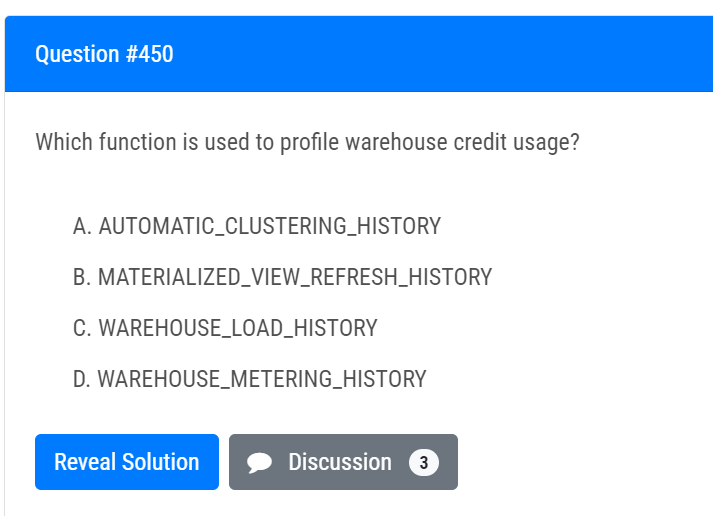 Question #450
Which function is used to profile warehouse credit usage?
A. AUTOMATIC_CLUSTERING_HISTORY
B. MATERIALIZED_VIEW_REFRESH_HISTORY
C. WAREHOUSE_LOAD_HISTORY
D. WAREHOUSE_METERING_HISTORY
Reveal Solution Discussion 3